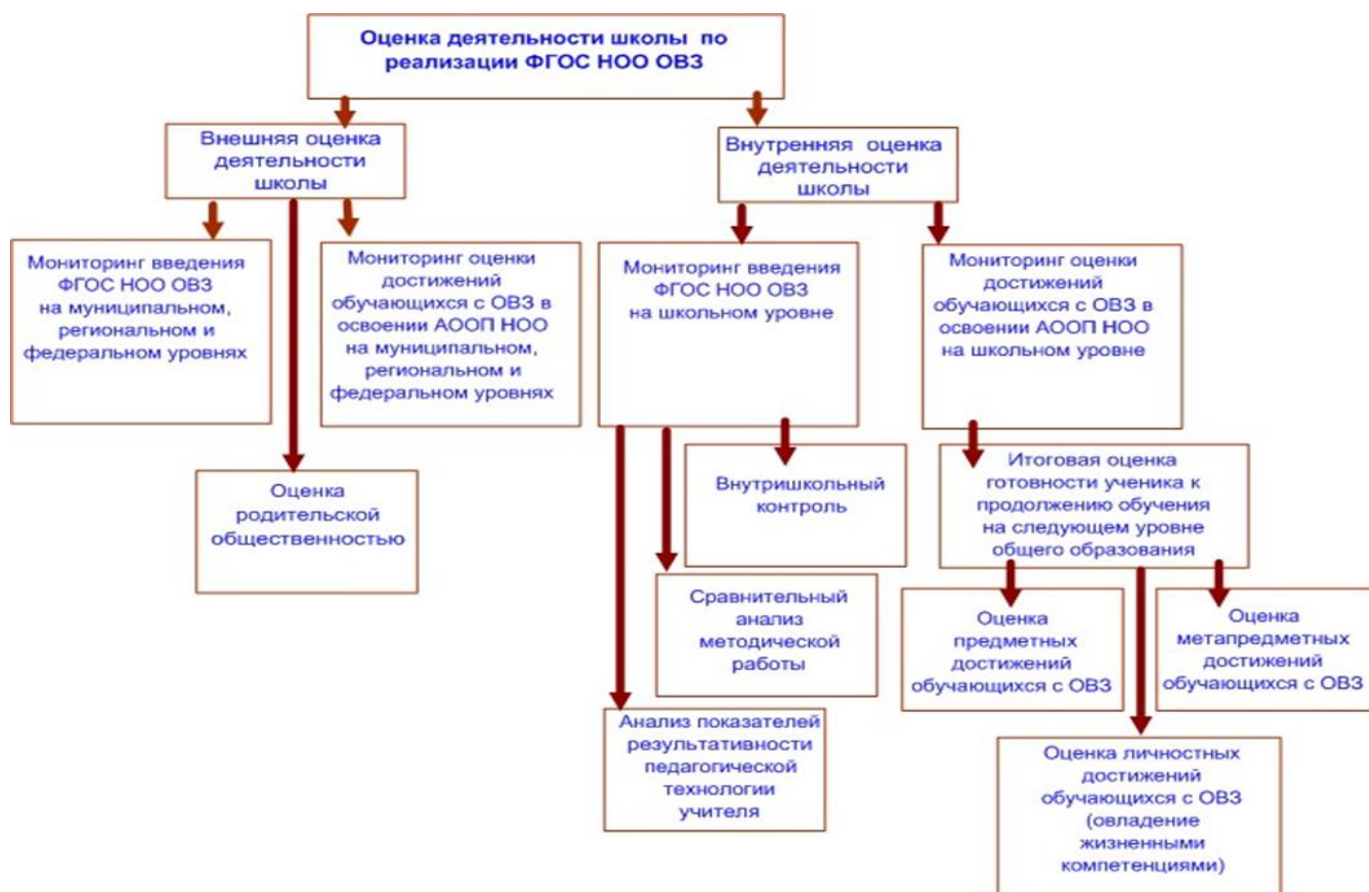 Оценка деятельности школы по
реализации ФГОС НОО ОВЗ
Внешняя оценка
деятельности
школы
Внутренняя оценка
деятельности
школы
Мониторинг введения
ФГОС НОО ОВЗ
на муниципальном,
региональном и
федеральном уровнях
Мониторинг оценки
достижений
обучающихся с ОВЗ в
освоении АООП НОО
на муниципальном,
региональном и
федеральном уровнях
Мониторинг введения
ФГОС НОО ОВЗ
на школьном уровне
Мониторинг оценки
достижений
обучающихся с ОВЗ в
освоении АООП НОО
на школьном уровне
Оценка
родительской
общественностью
Внутришкольный
контроль
Итоговая оценка
готовности ученика к
продолжению обучения
на следующем уровне
общего образования
Сравнительный
анализ
методической
работы
Оценка
предметных
достижений
обучающихся с ОВЗ
Оценка
метапредметных
достижений
обучающихся с ОВЗ
Анализ показателей
результативности
педагогической
технологии
учителя
Оценка личностных
достижений
обучающихся с ОВЗ
(овладение
жизненными
компетенциями)